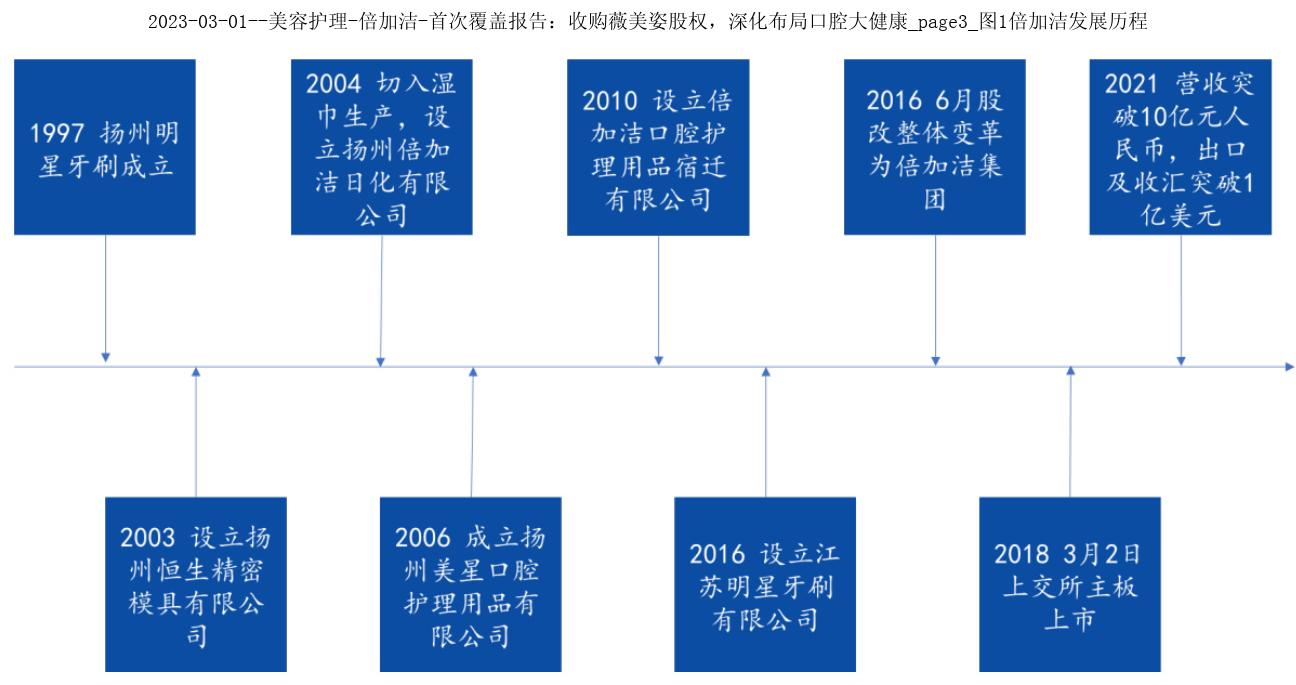 2023-03-01--美容护理-倍加洁-首次覆盖报告：收购薇美姿股权，深化布局口腔大健康_page3_图1倍加洁发展历程
1997 扬州明
星牙刷成立
2004 切入湿
巾生产，设
立扬州倍加
洁日化有限
公司
2010 设立倍
加洁口腔护
理用品宿迁
有限公司
2016 6月股
改整体变革
为倍加洁集
团
2021 营收突
破10亿元人
民币，出口
及收汇突破1
亿美元
2003 设立扬
州恒生精密
模具有限公
司
2006 成立扬
州美星口腔
护理用品有
限公司
2016 设立江
苏明星牙刷
有限公司
2018 3月2日
上交所主板
上市